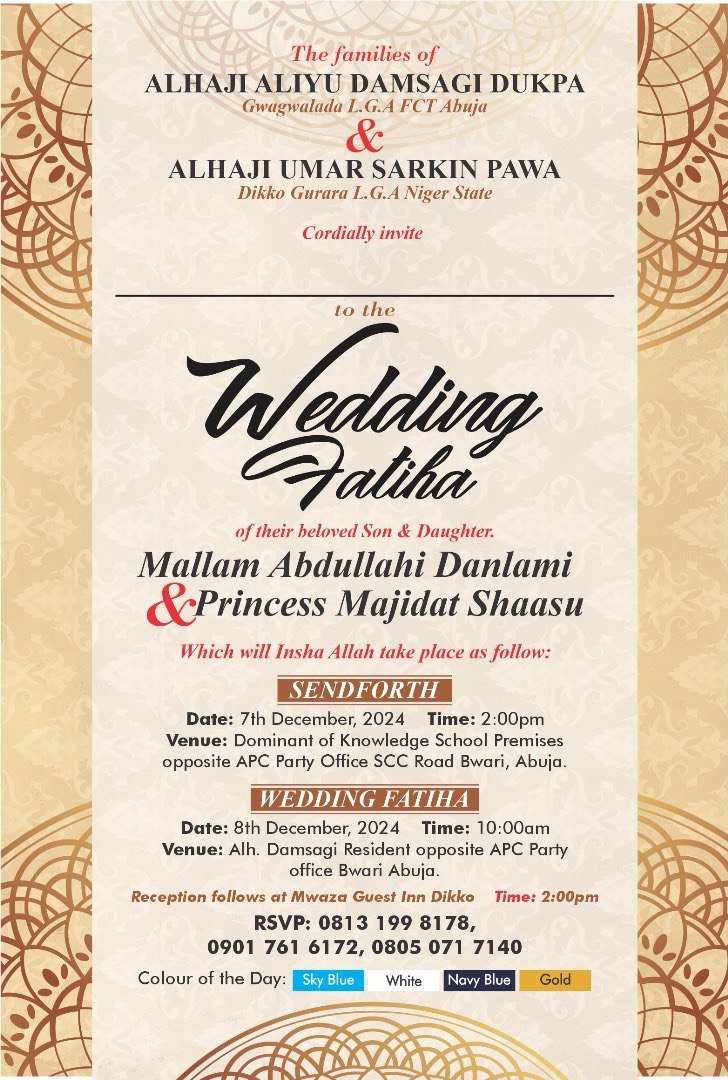 The families of
ALHAJI ALIYU DAMSAGI DUKPA
Gwagwalada L.G.A FCT Abuja
&
ALHAJI UMAR SARKIN PAWA
Dikko Gurara L.G.A Niger State
Cordially invite
to the
Wedding
Fatiha
of their beloved Son & Daughter.
Mallam Abdullahi Danlami
& Princess Majidat Shaasu
Which will Insha Allah take place as follow:
SENDFORTH
Date: 7th December, 2024 Time: 2:00pm
Venue: Dominant of Knowledge School Premises
opposite APC Party Office SCC Road Bwari, Abuja.
WEDDING FATIHA
Date: 8th December, 2024 Time: 10:00am
Venue: Alh. Damsagi Resident opposite APC Party
office Bwari Abuja.
Reception follows at Mwaza Guest Inn Dikko Time: 2:00pm
RSVP: 0813 199 8178,
0901 761 6172, 0805 071 7140
Colour of the Day: Sky Blue White Navy Blue Gold